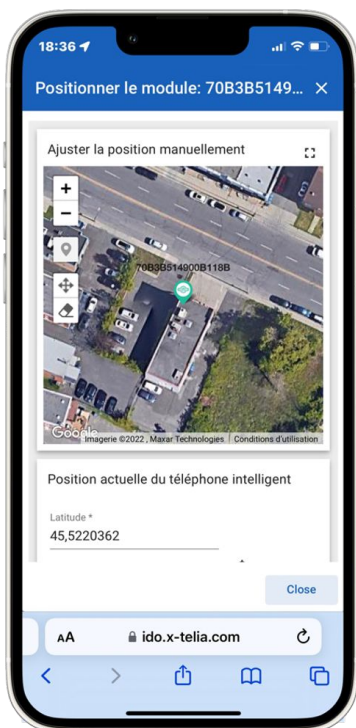 18:36
Positionner le module: 70B3B5149... ×
Ajuster la position manuellement
+
−
70B3B514900B118B
Google
Imagerie ©2022 , Maxar Technologies
Conditions d'utilisation
Position actuelle du téléphone intelligent
Latitude *
45,5220362
Close
AA
ido.x-telia.com